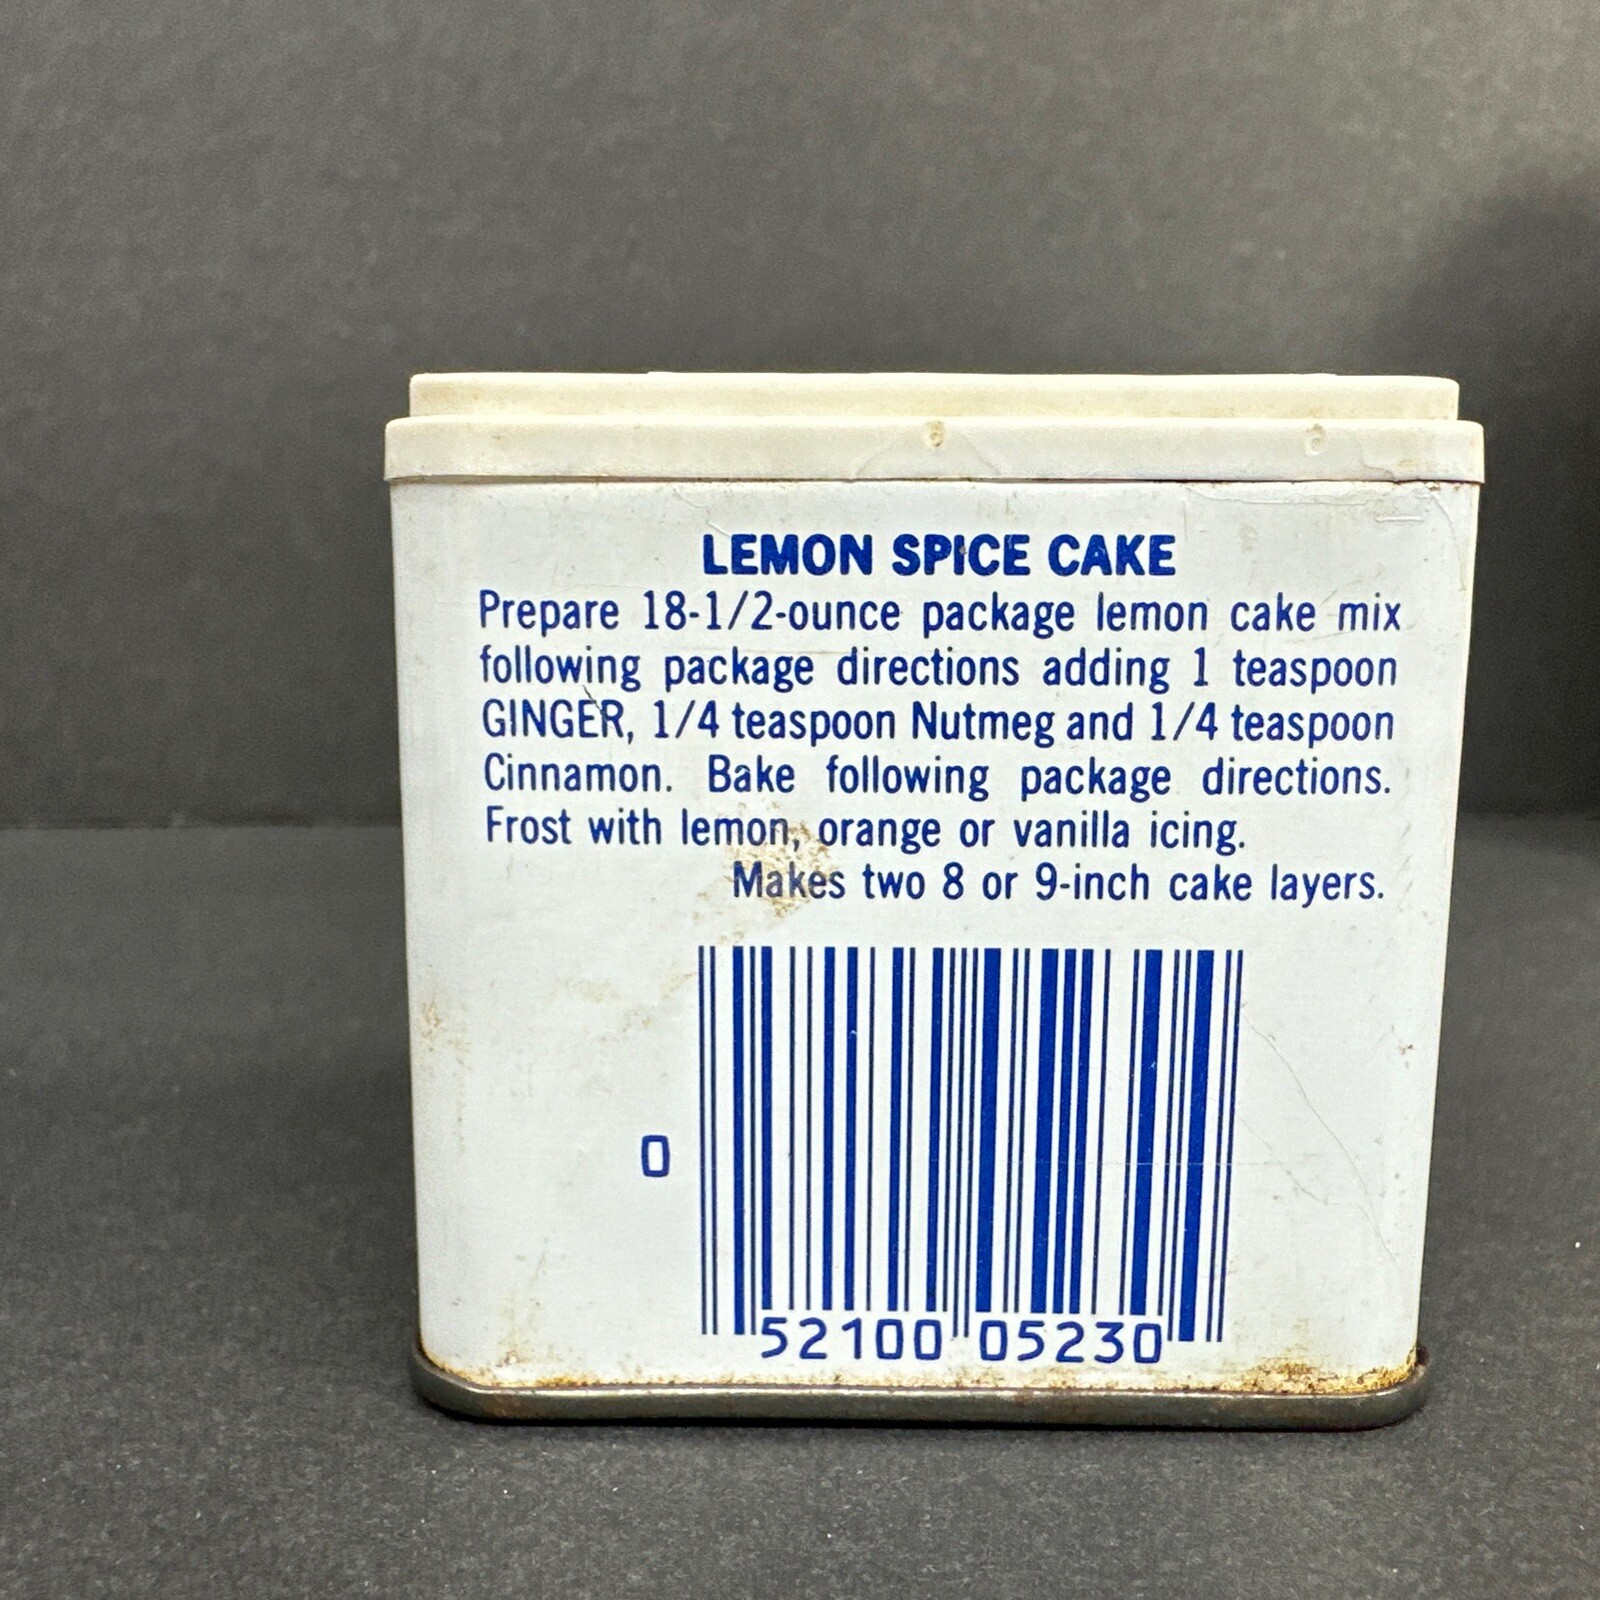 LEMON SPICE CAKE
Prepare 18-1/2-ounce package lemon cake mix
following package directions adding 1 teaspoon
GINGER, 1/4 teaspoon Nutmeg and 1/4 teaspoon
Cinnamon. Bake following package directions.
Frost with lemon, orange or vanilla icing.
Makes two 8 or 9-inch cake layers.
0
52100 05230